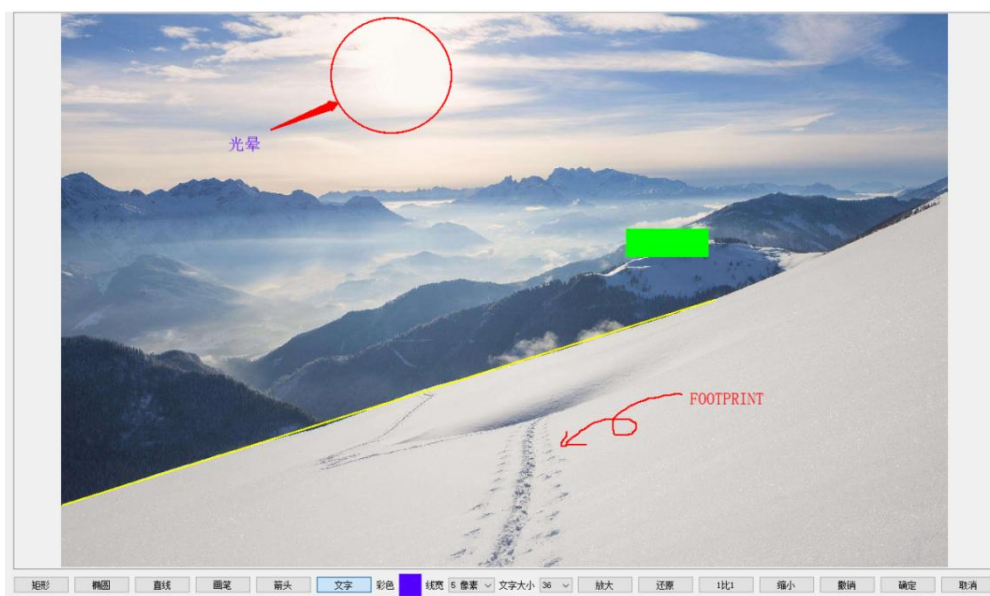 光晕
FOOTPRINT
矩形 椭圆 直线 画笔 箭头 文字 彩色 线宽 5 像素 文字大小 36 放大 还原 1比1 缩小 撤销 确定 取消